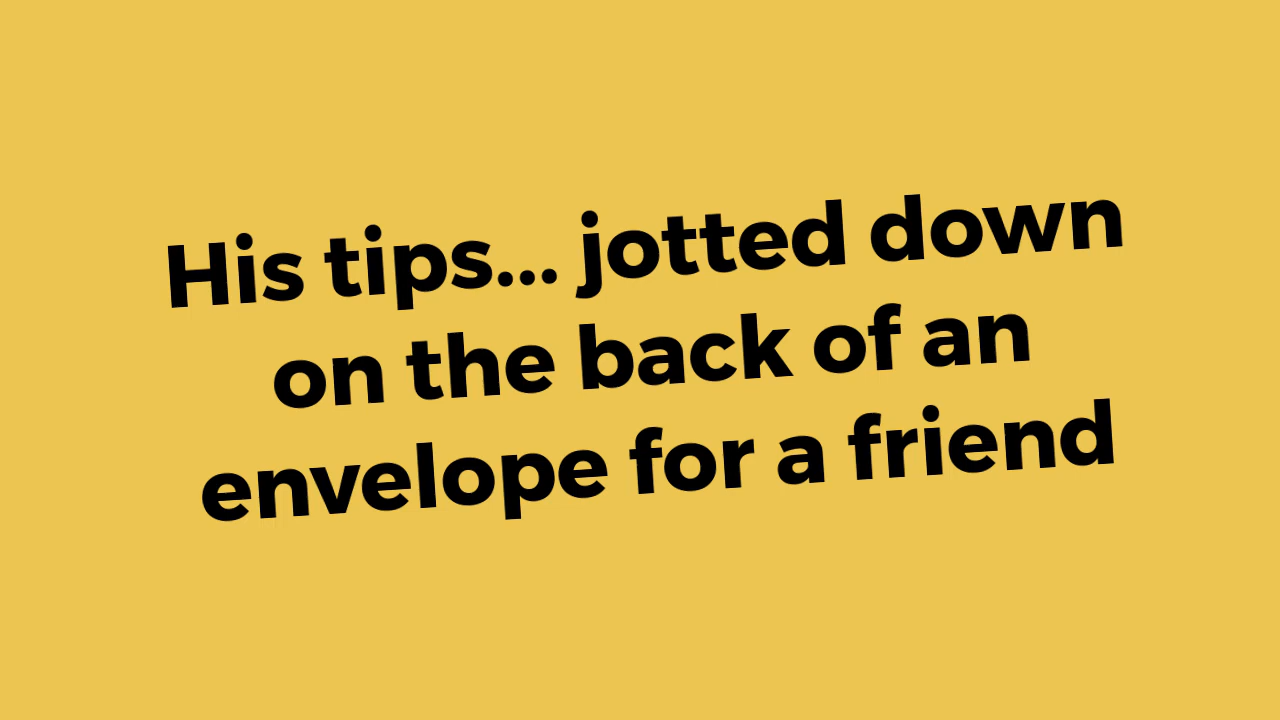 His tips... jotted down
on the back of an
envelope for a friend